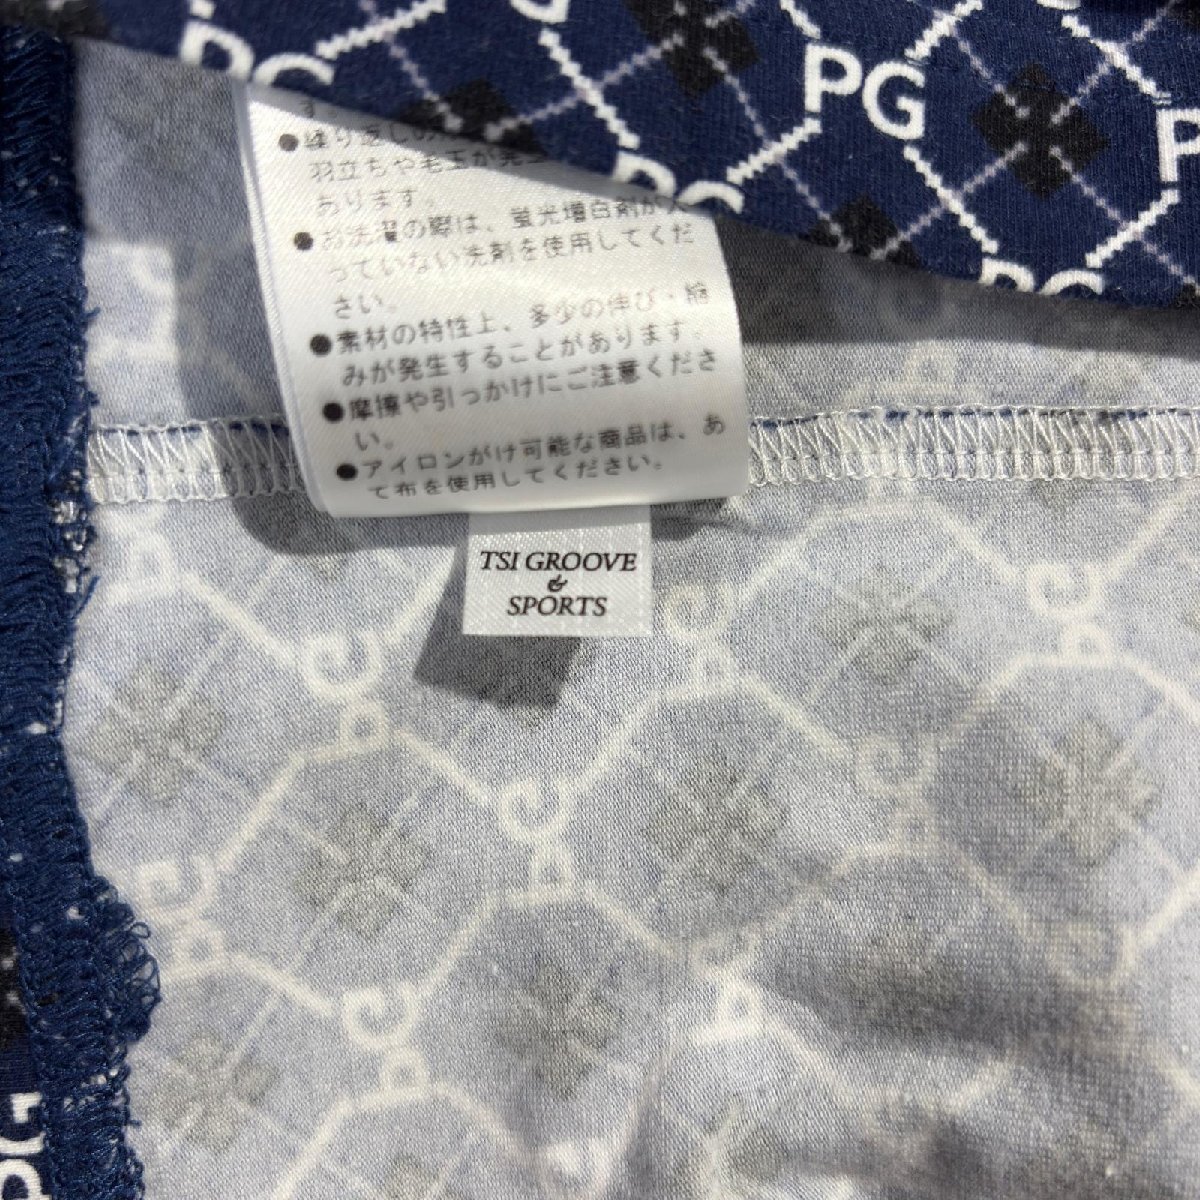 PG
PG
PG
P
PG
PG
●繰り返しの
羽立ちや毛玉が発生
あります。
●お洗濯の際は、蛍光増白剤が入
っていない洗剤を使用してくだ
さい。
●素材の特性上、多少の伸び・縮
みが発生することがあります。
●摩擦や引っかけにご注意くださ
い。
●アイロンがけ可能な商品は、あ
て布を使用してください。
TSI GROOVE
&
SPORTS
PG